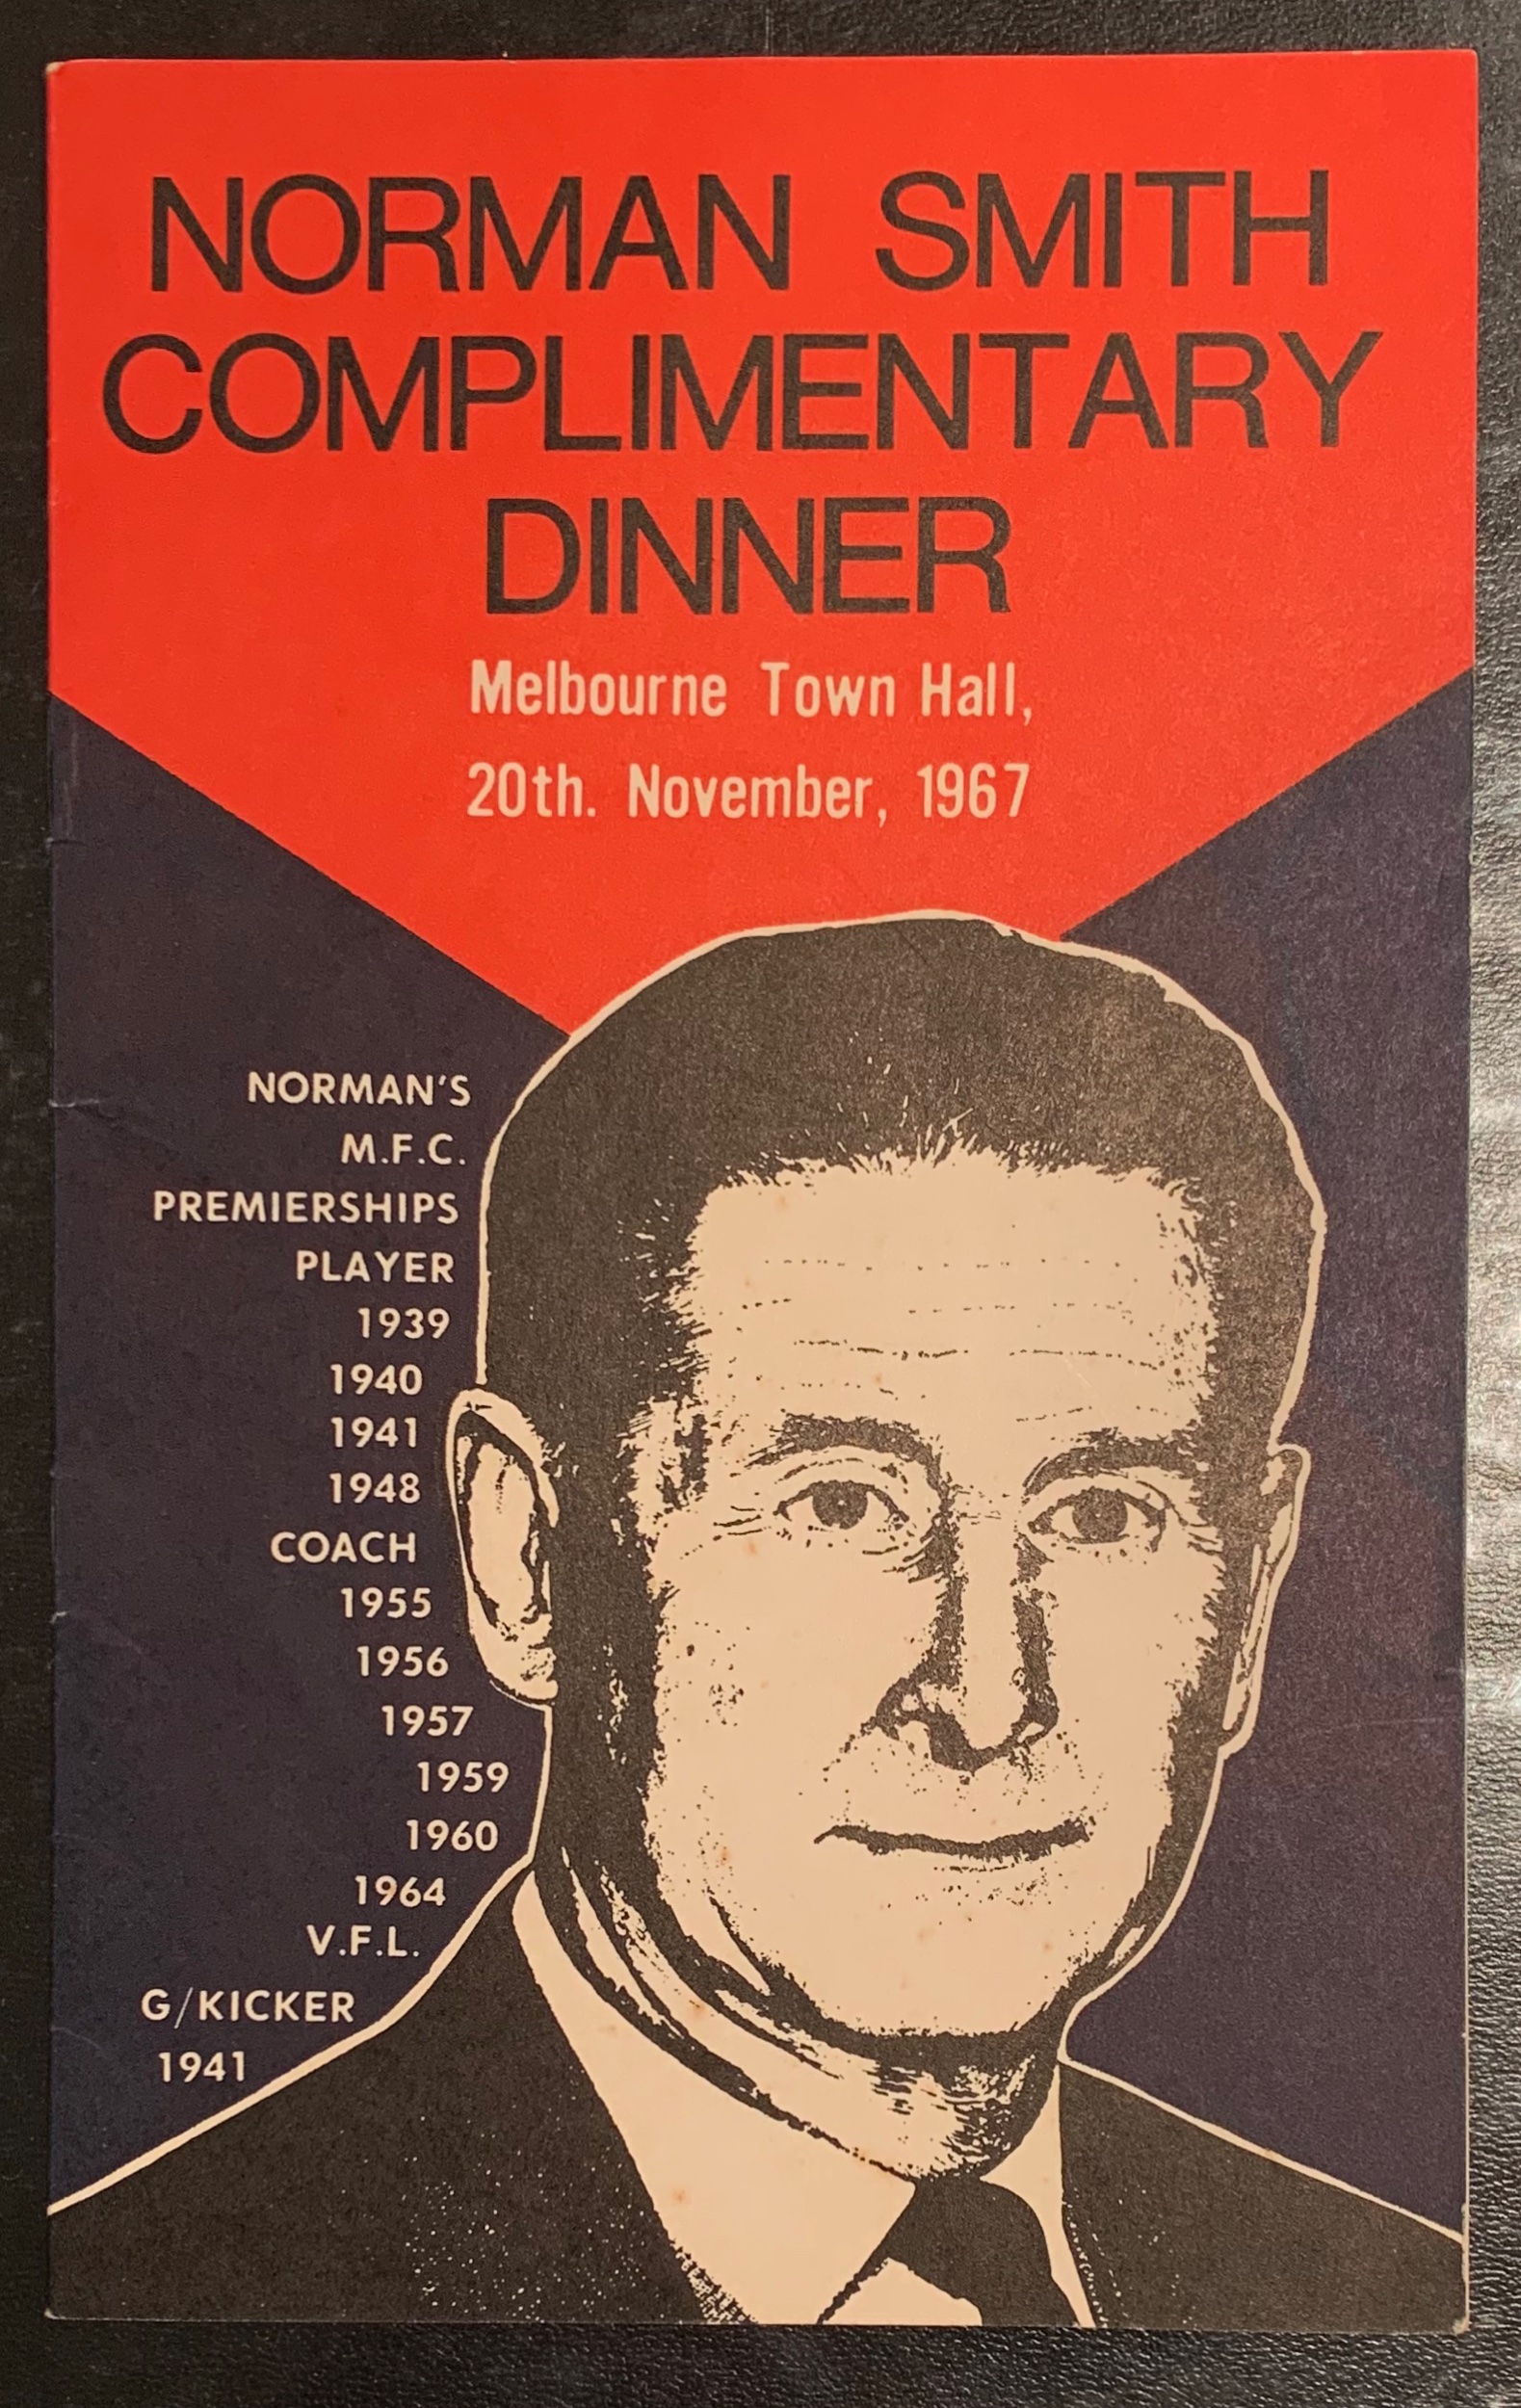 NORMAN SMITH
COMPLIMENTARY
DINNER
Melbourne Town Hall,
20th. November, 1967
NORMAN'S
M.F.C.
PREMIERSHIPS
PLAYER
1939
1940
1941
1948
COACH
1955
1956
1957
1959
1960
1964
V.F.L.
G/KICKER
1941